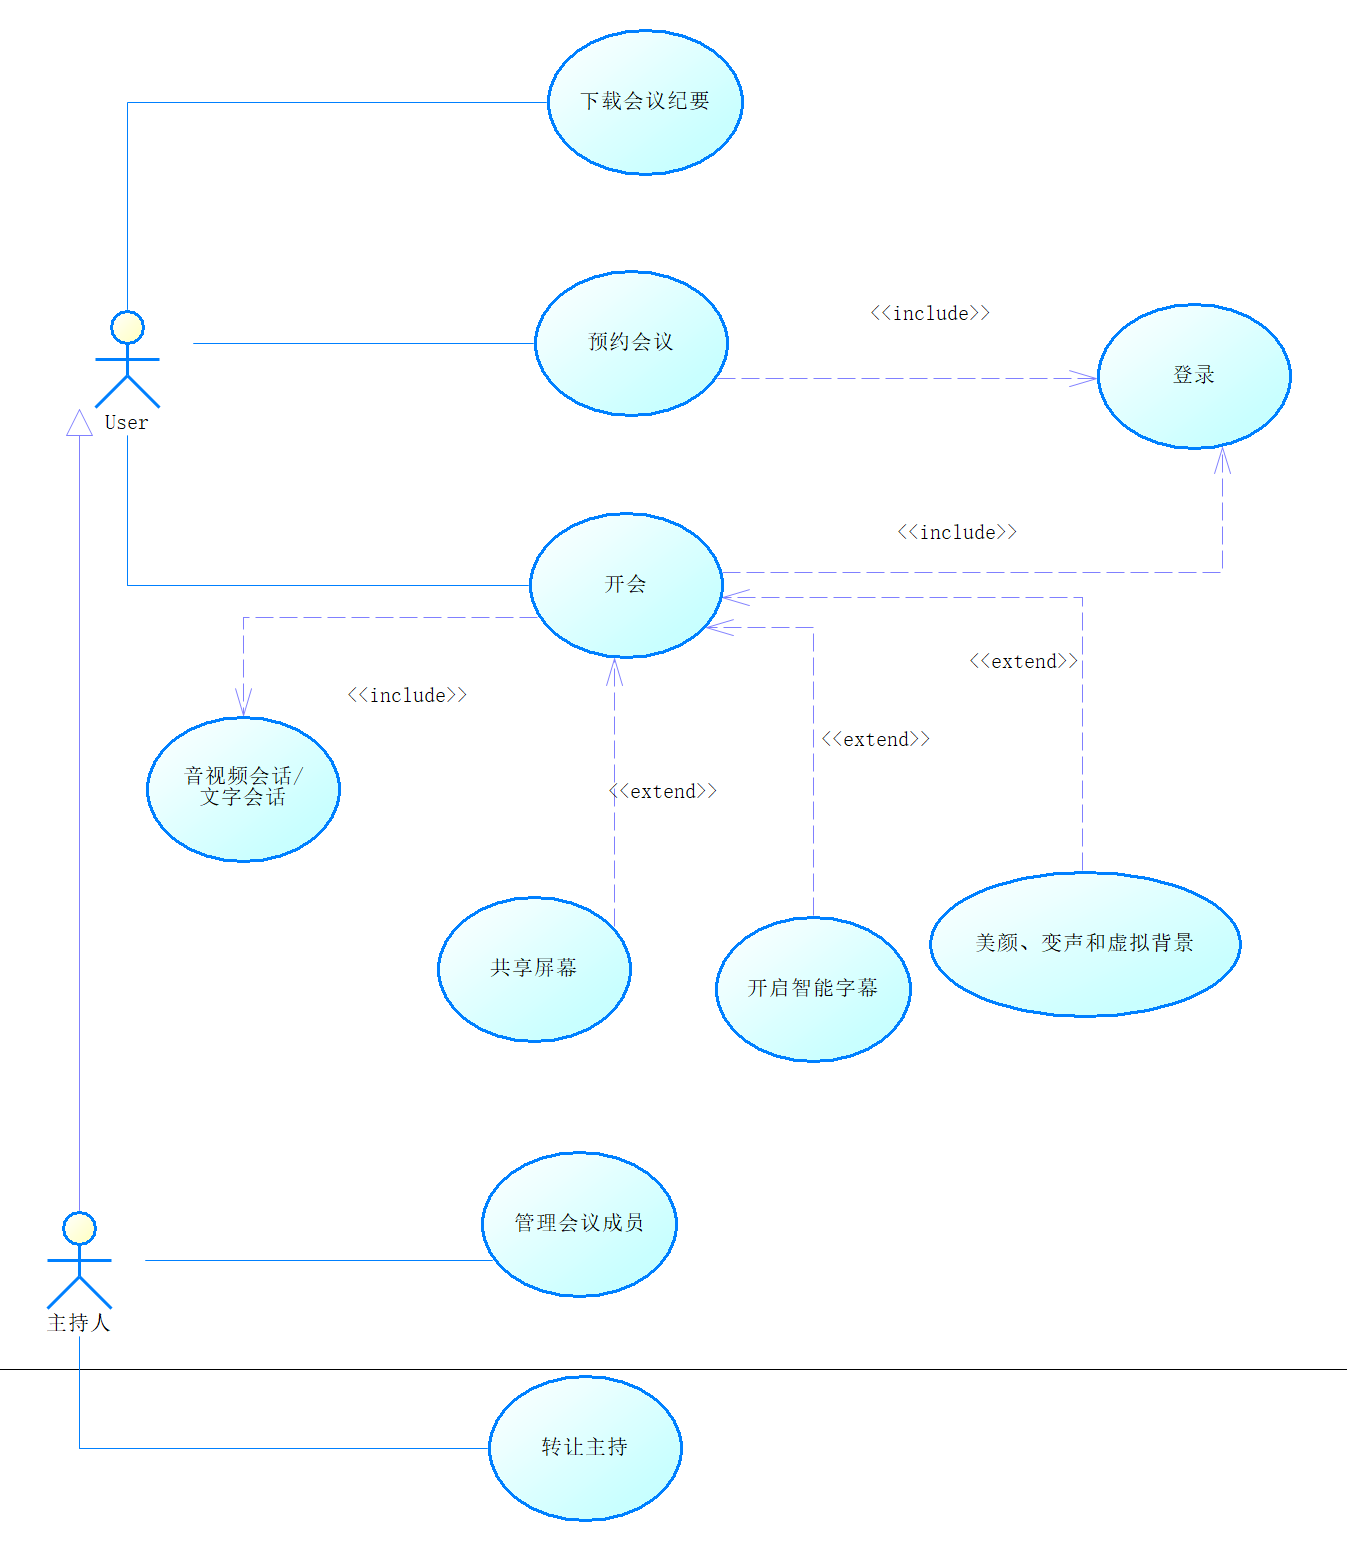 下载会议纪要
预约会议
<<include>>
登录
User
<<include>>
开会
<<extend>>
<<include>>
<<extend>>
音视频会话/
文字会话
<<extend>>
美颜、变声和虚拟背景
共享屏幕
开启智能字幕
管理会议成员
主持人
转让主持